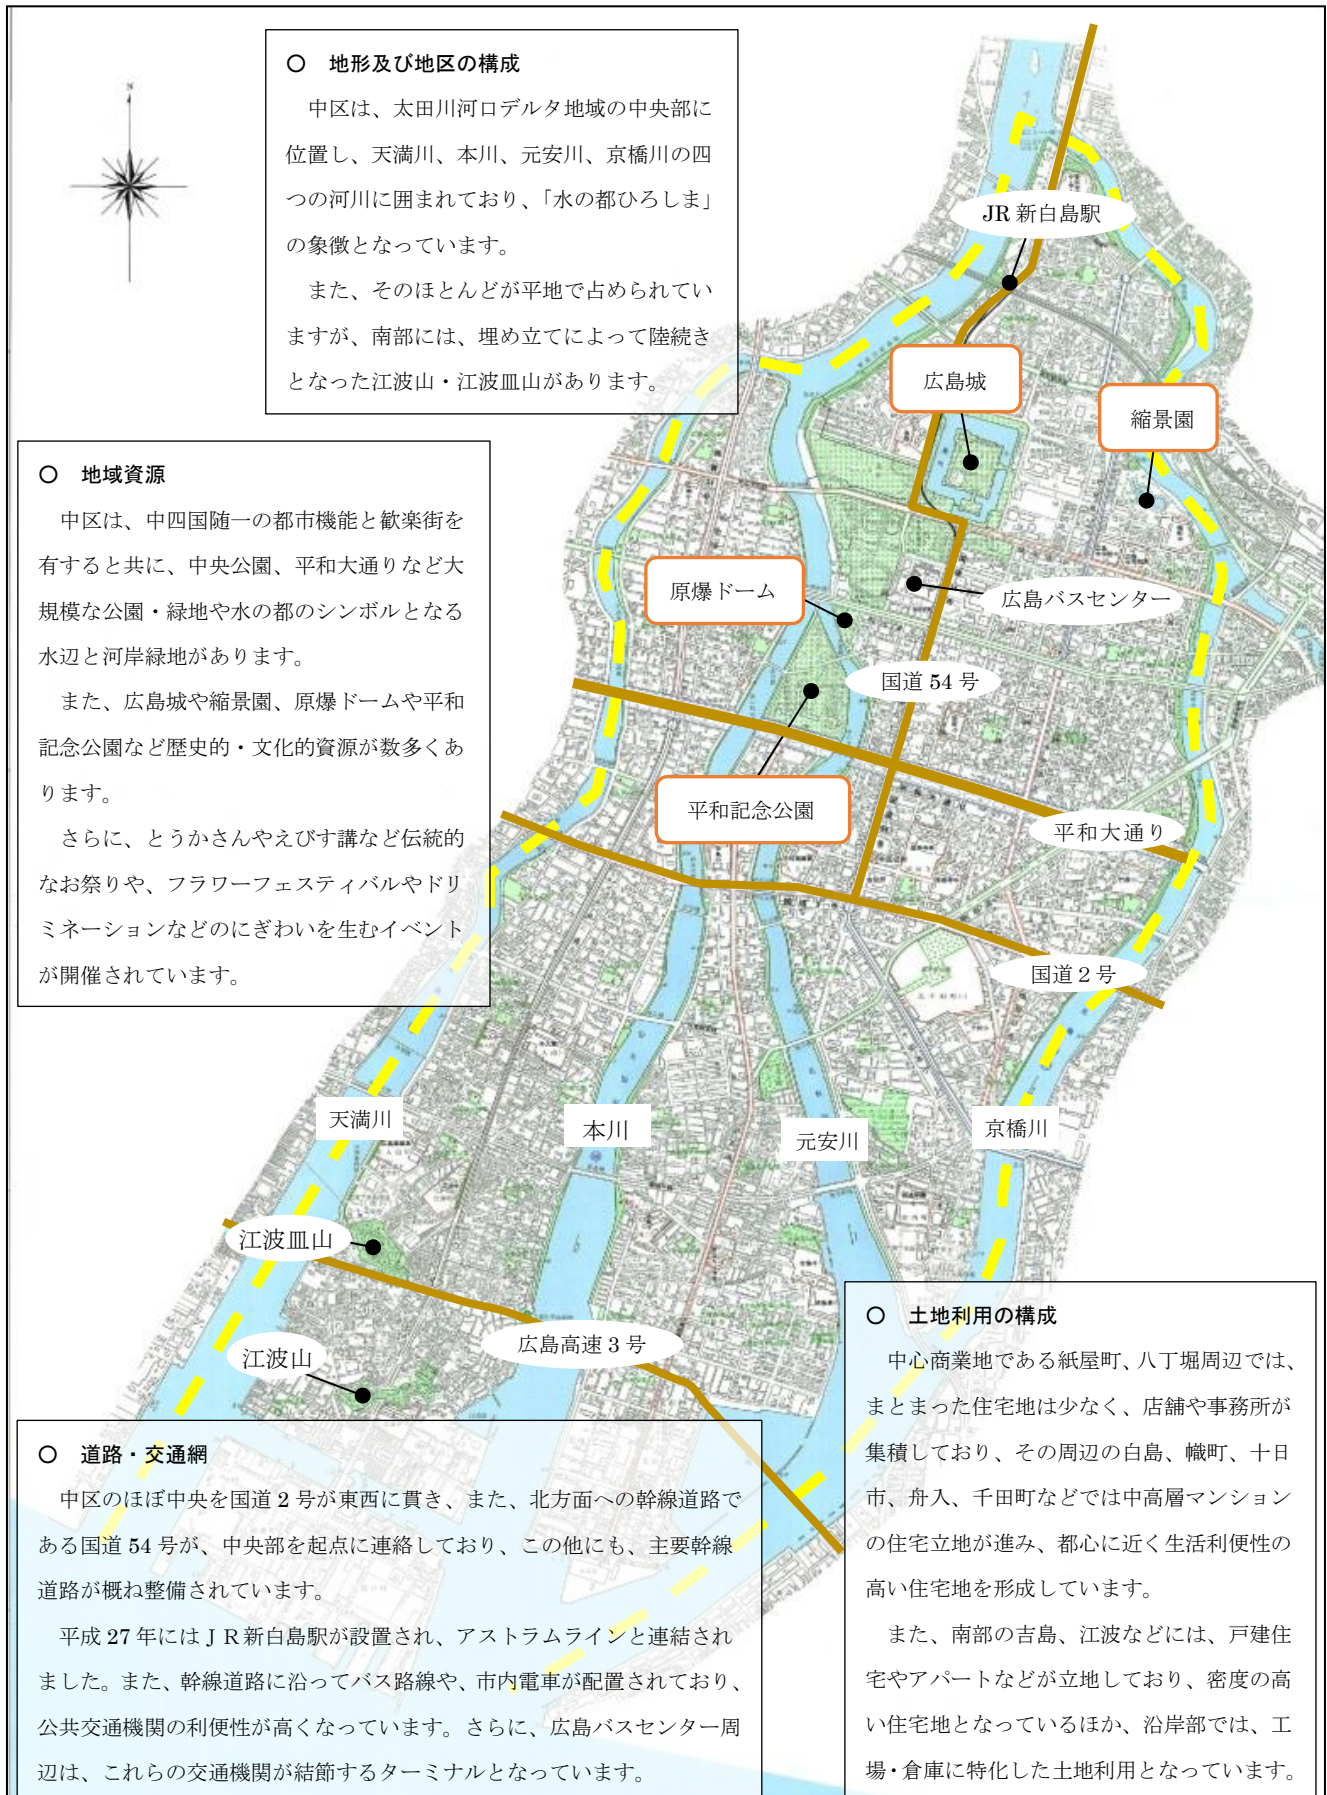 N
○　地形及び地区の構成
　中区は、太田川河口デルタ地域の中央部に
位置し、天満川、本川、元安川、京橋川の四
つの河川に囲まれており、「水の都ひろしま」
の象徴となっています。
　また、そのほとんどが平地で占められてい
ますが、南部には、埋め立てによって陸続き
となった江波山・江波皿山があります。
JR 新白島駅
広島城
縮景園
○　地域資源
　中区は、中四国随一の都市機能と歓楽街を
有すると共に、中央公園、平和大通りなど大
規模な公園・緑地や水の都のシンボルとなる
水辺と河岸緑地があります。
　また、広島城や縮景園、原爆ドームや平和
記念公園など歴史的・文化的資源が数多くあ
ります。
　さらに、とうかさんやえびす講など伝統的
なお祭りや、フラワーフェスティバルやドリ
ミネーションなどのにぎわいを生むイベント
が開催されています。
原爆ドーム
広島バスセンター
国道 54 号
平和記念公園
平和大通り
国道 2 号
天満川
本川
元安川
京橋川
江波皿山
広島高速 3 号
江波山
○　道路・交通網
　中区のほぼ中央を国道 2 号が東西に貫き、また、北方面への幹線道路で
ある国道 54 号が、中央部を起点に連絡しており、この他にも、主要幹線
道路が概ね整備されています。
　平成 27 年にはＪＲ新白島駅が設置され、アストラムラインと連結され
ました。また、幹線道路に沿ってバス路線や、市内電車が配置されており、
公共交通機関の利便性が高くなっています。さらに、広島バスセンター周
辺は、これらの交通機関が結節するターミナルとなっています。
○　土地利用の構成
　中心商業地である紙屋町、八丁堀周辺では、
まとまった住宅地は少なく、店舗や事務所が
集積しており、その周辺の白島、幟町、十日
市、舟入、千田町などでは中高層マンション
の住宅立地が進み、都心に近く生活利便性の
高い住宅地を形成しています。
　また、南部の吉島、江波などには、戸建住
宅やアパートなどが立地しており、密度の高
い住宅地となっているほか、沿岸部では、工
場・倉庫に特化した土地利用となっています。